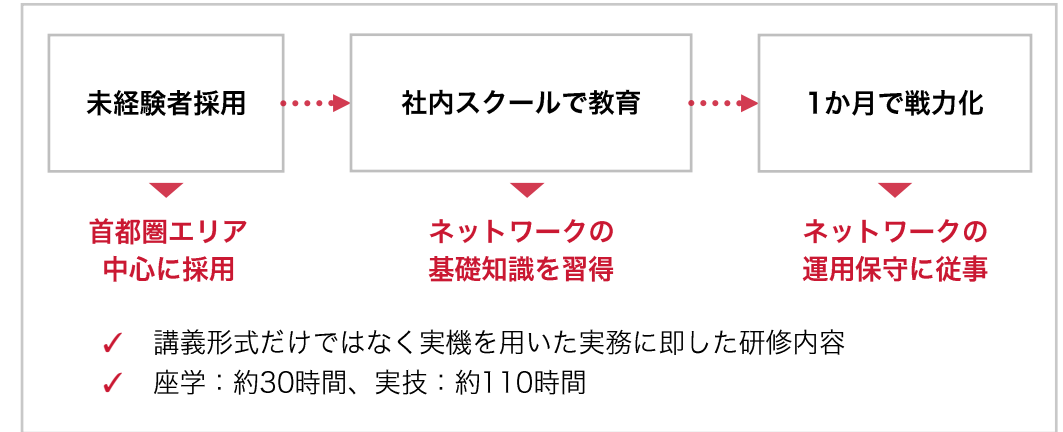 未経験者採用
社内スクールで教育
1か月で戦力化
首都圏エリア
中心に採用
ネットワークの
基礎知識を習得
ネットワークの
運用保守に従事
✓ 講義形式だけではなく実機を用いた実務に即した研修内容
✓ 座学：約30時間、実技：約110時間